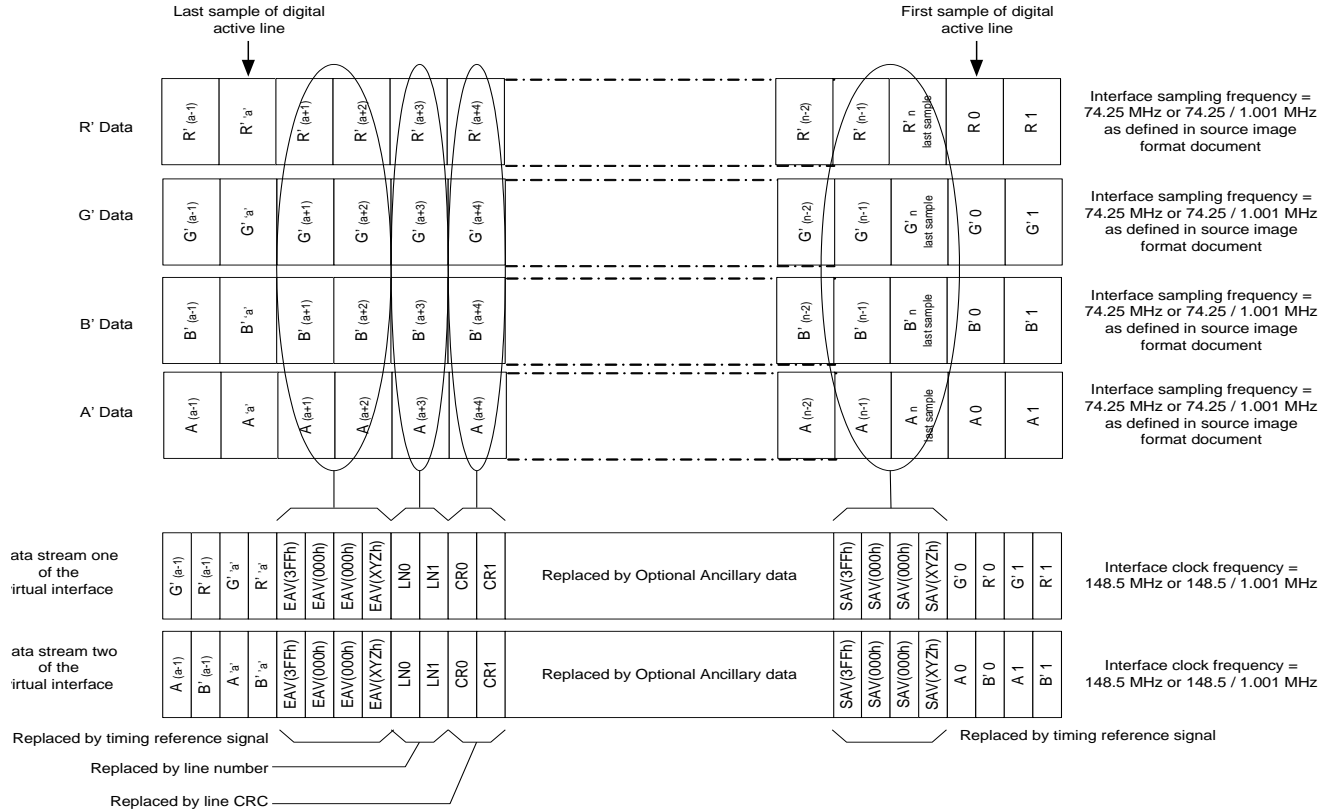 Last sample of digital
active line
First sample of digital
active line
R' Data
R' (a-1)
R' 'a'
R' (a+1)
R' (a+2)
R' (a+3)
R' (a+4)
R' (n-2)
R' (n-1)
R' n
last sample
R 0
R 1
Interface sampling frequency =
74.25 MHz or 74.25 / 1.001 MHz
as defined in source image
format document
G' Data
G' (a-1)
G' 'a'
G' (a+1)
G' (a+2)
G' (a+3)
G' (a+4)
G' (n-2)
G' (n-1)
G' n
last sample
G' 0
G' 1
Interface sampling frequency =
74.25 MHz or 74.25 / 1.001 MHz
as defined in source image
format document
B' Data
B' (a-1)
B' 'a'
B' (a+1)
B' (a+2)
B' (a+3)
B' (a+4)
B' (n-2)
B' (n-1)
B' n
last sample
B' 0
B' 1
Interface sampling frequency =
74.25 MHz or 74.25 / 1.001 MHz
as defined in source image
format document
A' Data
A (a-1)
A 'a'
A (a+1)
A (a+2)
A (a+3)
A (a+4)
A (n-2)
A (n-1)
A n
last sample
A 0
A 1
Interface sampling frequency =
74.25 MHz or 74.25 / 1.001 MHz
as defined in source image
format document
ata stream one
of the
virtual interface
G' (a-1)
R' (a-1)
G' 'a'
R' 'a'
EAV(3FFh)
EAV(000h)
EAV(000h)
EAV(XYZh)
LN0
LN1
CR0
CR1
Replaced by Optional Ancillary data
SAV(3FFh)
SAV(000h)
SAV(000h)
SAV(XYZh)
G' 0
R' 0
G' 1
R' 1
Interface clock frequency =
148.5 MHz or 148.5 / 1.001 MHz
ata stream two
of the
virtual interface
A (a-1)
B' (a-1)
A 'a'
B' 'a'
EAV(3FFh)
EAV(000h)
EAV(000h)
EAV(XYZh)
LN0
LN1
CR0
CR1
Replaced by Optional Ancillary data
SAV(3FFh)
SAV(000h)
SAV(000h)
SAV(XYZh)
A 0
B' 0
A 1
B' 1
Interface clock frequency =
148.5 MHz or 148.5 / 1.001 MHz
Replaced by timing reference signal
Replaced by timing reference signal
Replaced by line number
Replaced by line CRC